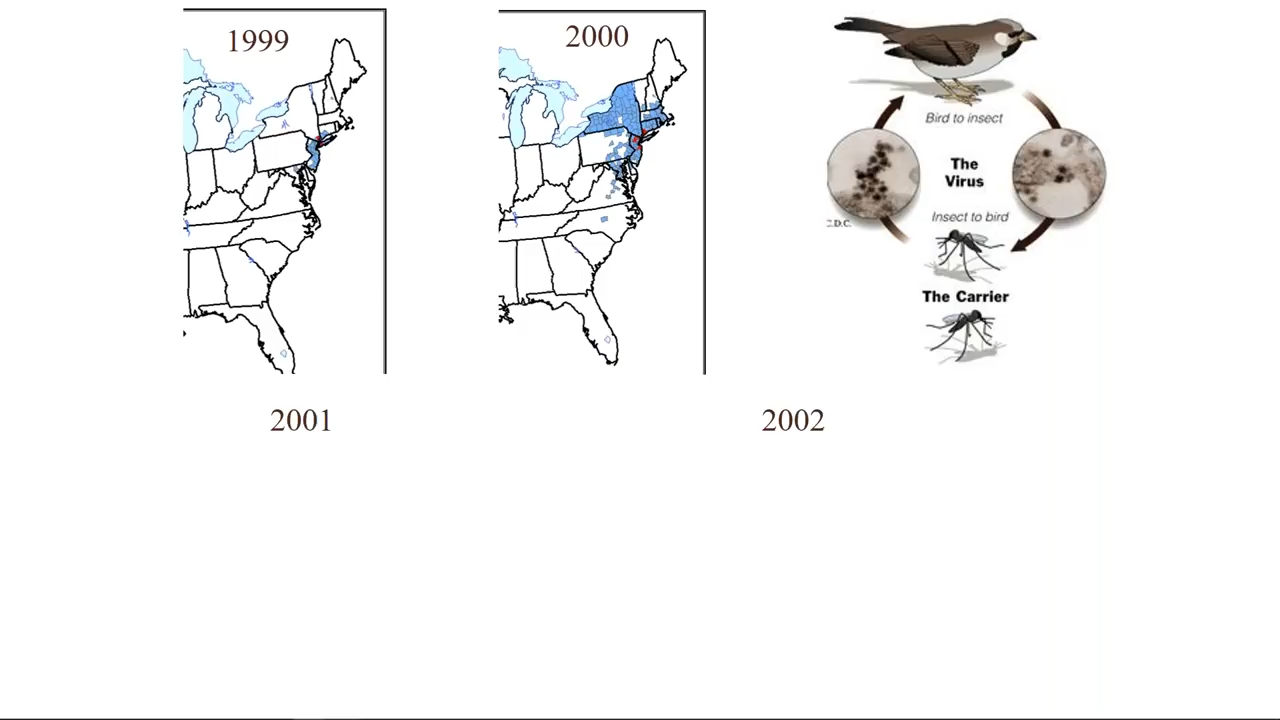 1999
2000
Bird to insect
The
Virus
C.D.C.
Insect to bird
The Carrier
2001
2002